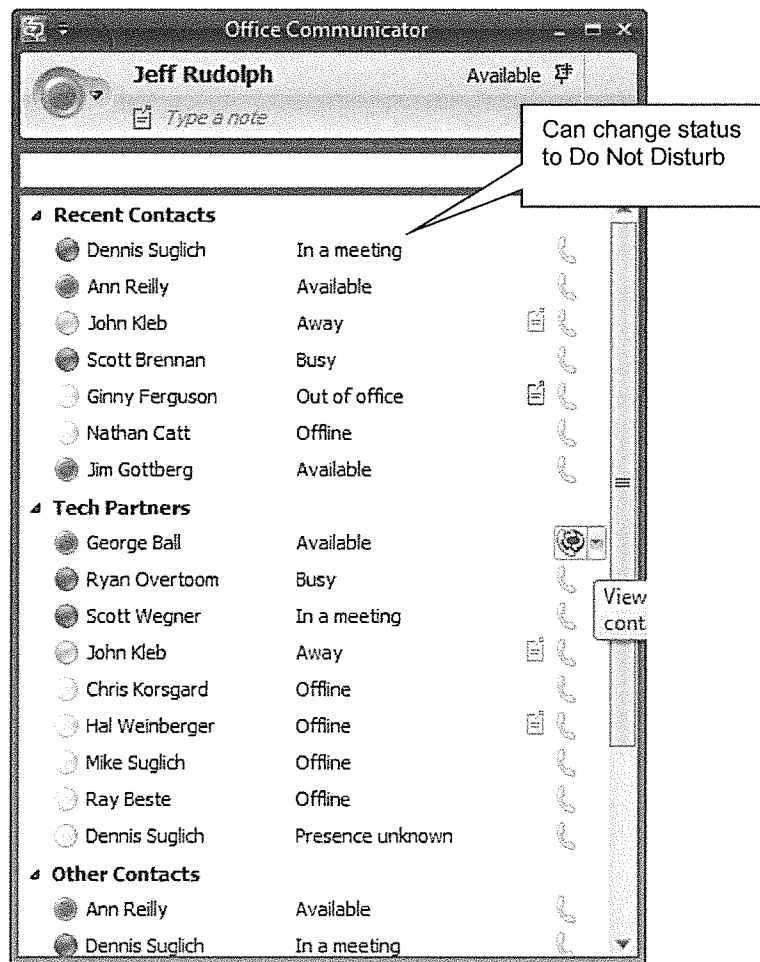 Office Communicator
Jeff Rudolph Available
Type a note
Can change status
to Do Not Disturb
Recent Contacts
Dennis Suglich In a meeting
Ann Reilly Available
John Kleb Away
Scott Brennan Busy
Ginny Ferguson Out of office
Nathan Catt Offline
Jim Gottberg Available
Tech Partners
George Ball Available
Ryan Overtoom Busy
Scott Wegner In a meeting
View
cont
John Kleb Away
Chris Korsgard Offline
Hal Weinberger Offline
Mike Suglich Offline
Ray Beste Offline
Dennis Suglich Presence unknown
Other Contacts
Ann Reilly Available
Dennis Suglich In a meeting